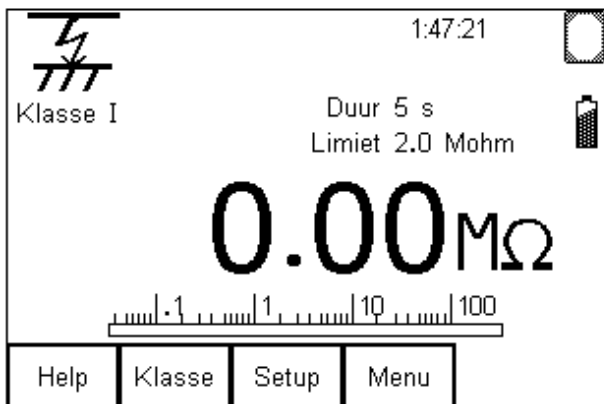 1:47:21
Klasse I
Duur 5 s
Limiet 2.0 Mohm
0.00MΩ
.1 1 10 100
Help Klasse Setup Menu